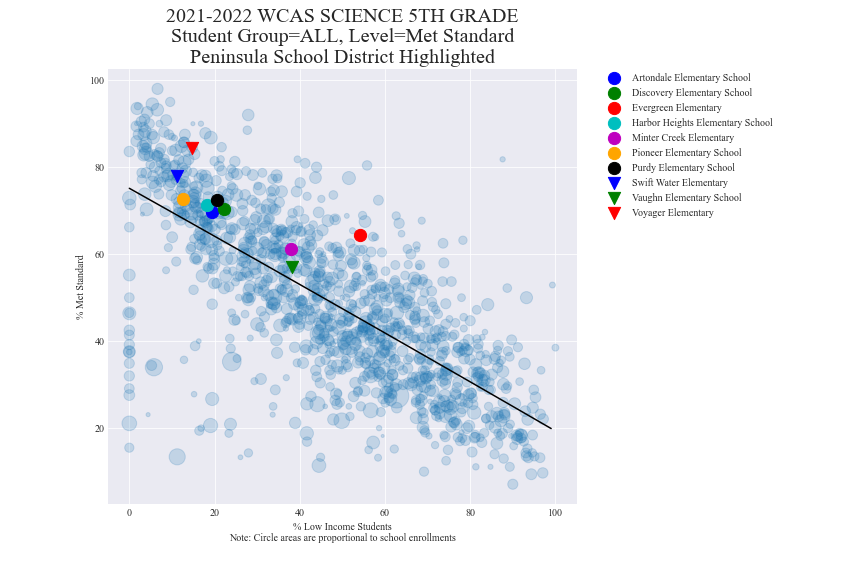 2021-2022 WCAS SCIENCE 5TH GRADE
Student Group=ALL, Level=Met Standard
Peninsula School District Highlighted
100
80
60
40
20
% Met Standard
0 20 40 60 80 100
% Low Income Students
Note: Circle areas are proportional to school enrollments
Artondale Elementary School
Discovery Elementary School
Evergreen Elementary
Harbor Heights Elementary School
Minter Creek Elementary
Pioneer Elementary School
Purdy Elementary School
Swift Water Elementary
Vaughn Elementary School
Voyager Elementary